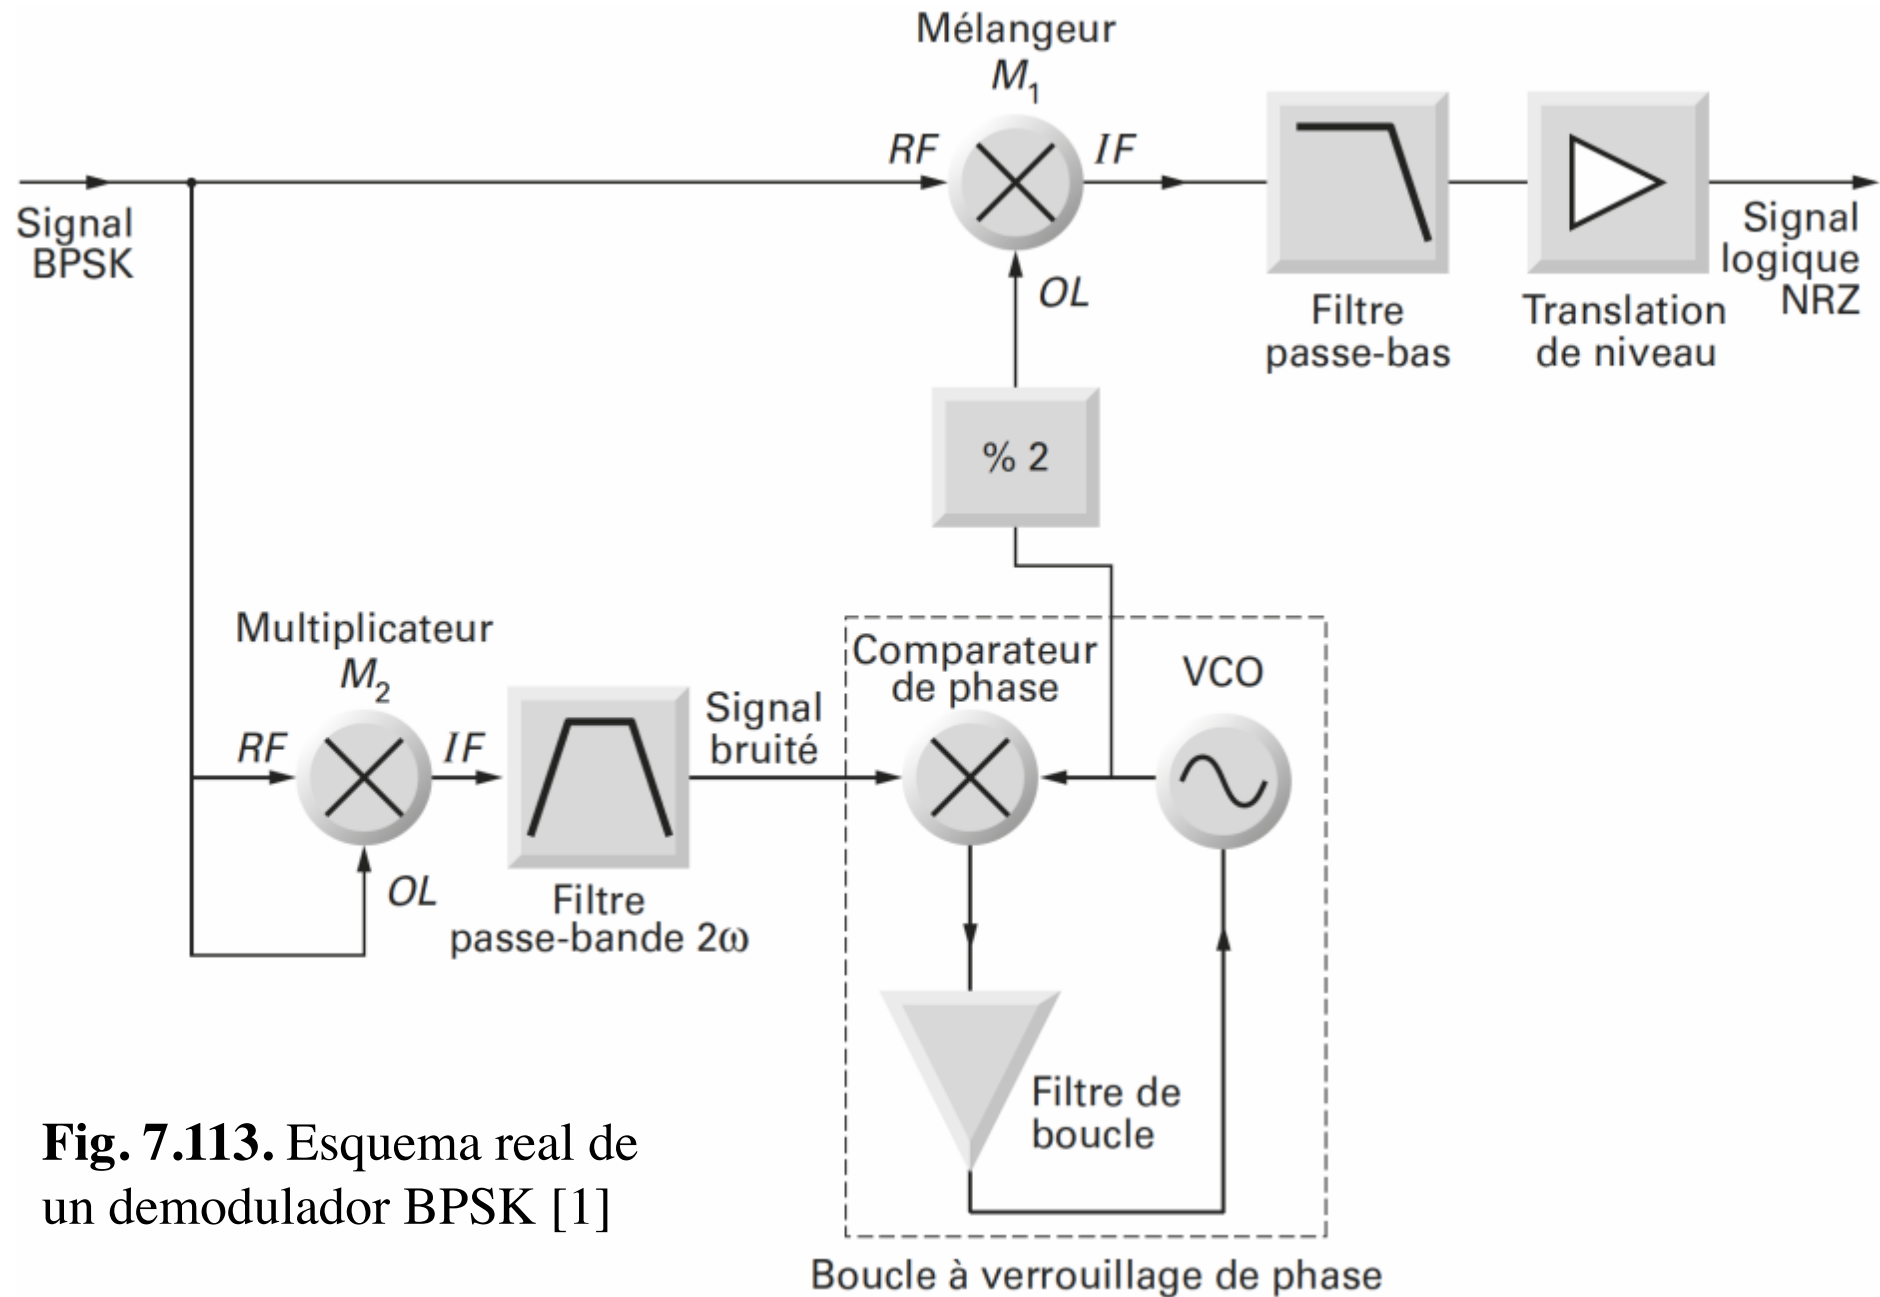 Mélangeur
M1
RF
IF
Signal
BPSK
OL
Filtre
passe-bas
Translation
de niveau
Signal
logique
NRZ
% 2
Multiplicateur
M2
RF
IF
OL
Filtre
passe-bande 2ω
Signal
bruité
Comparateur
de phase
VCO
Filtre de
boucle
Boucle à verrouillage de phase
Fig. 7.113. Esquema real de
un demodulador BPSK [1]